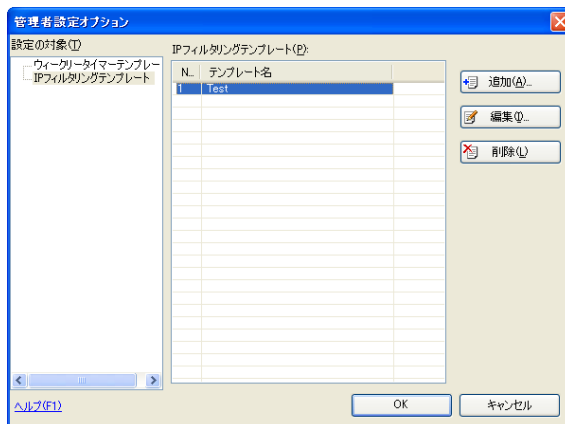 管理者設定オプション
設定の対象(T)
ウィークリータイマーテンプレー
IPフィルタリングテンプレート
IPフィルタリングテンプレート(P):
N... テンプレート名
1 Test
追加(A)...
編集(I)...
削除(L)
ヘルプ(F1)
OK
キャンセル